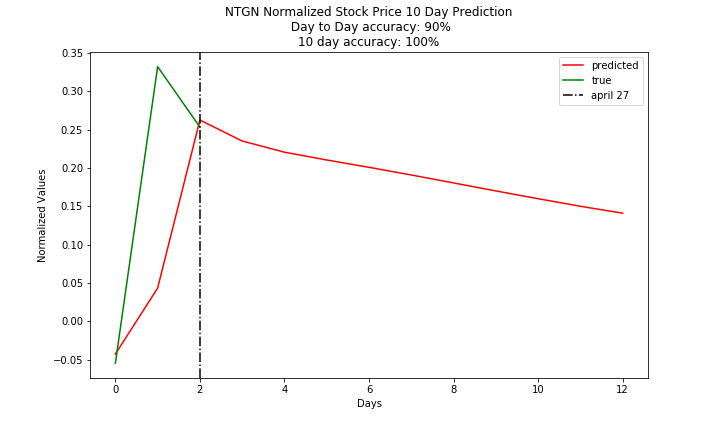 NTGN Normalized Stock Price 10 Day Prediction
Day to Day accuracy: 90%
10 day accuracy: 100%
predicted
true
april 27
Normalized Values
0.35
0.30
0.25
0.20
0.15
0.10
0.05
0.00
−0.05
0 2 4 6 8 10 12
Days